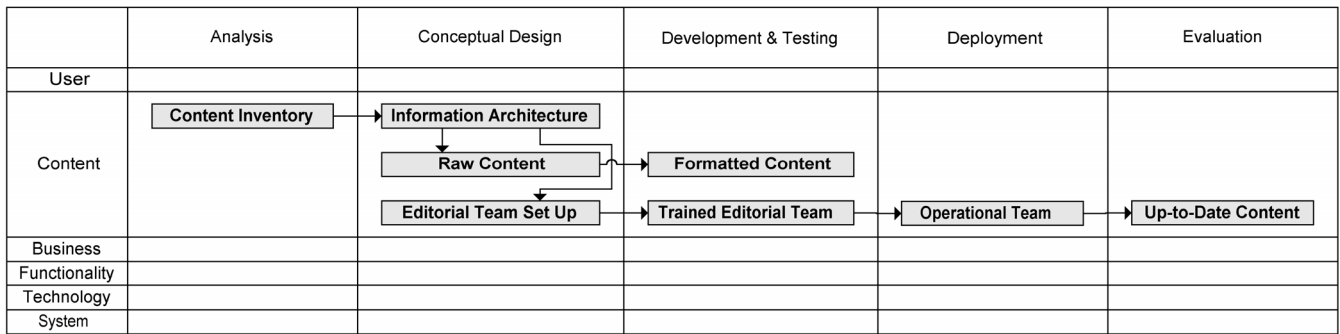 Analysis
Conceptual Design
Development & Testing
Deployment
Evaluation
User
Content
Content Inventory
Information Architecture
Raw Content
Formatted Content
Editorial Team Set Up
Trained Editorial Team
Operational Team
Up-to-Date Content
Business
Functionality
Technology
System